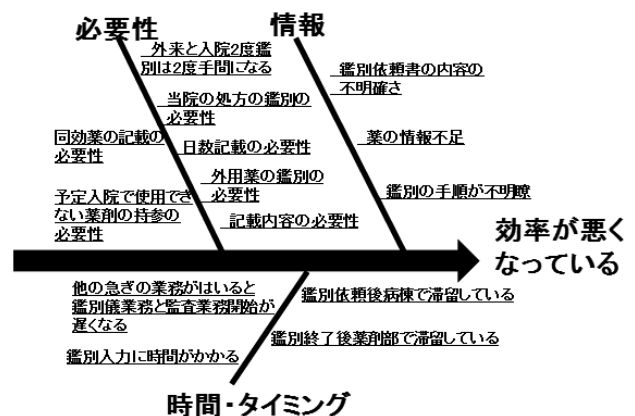 必要性
外来と入院2度鑑
別は2度手間になる
当院の処方の鑑別の
必要性
同効薬の記載の
必要性
日数記載の必要性
外用薬の鑑別の
必要性
予定入院で使用でき
ない薬剤の持参の
必要性
記載内容の必要性
情報
鑑別依頼書の内容の
不明確さ
薬の情報不足
鑑別の手順が不明瞭
効率が悪く
なっている
他の急ぎの業務がはいると
鑑別儀業務と監査業務開始が
遅くなる
鑑別入力に時間がかかる
鑑別依頼後病棟で滞留している
鑑別終了後薬剤部で滞留している
時間・タイミング